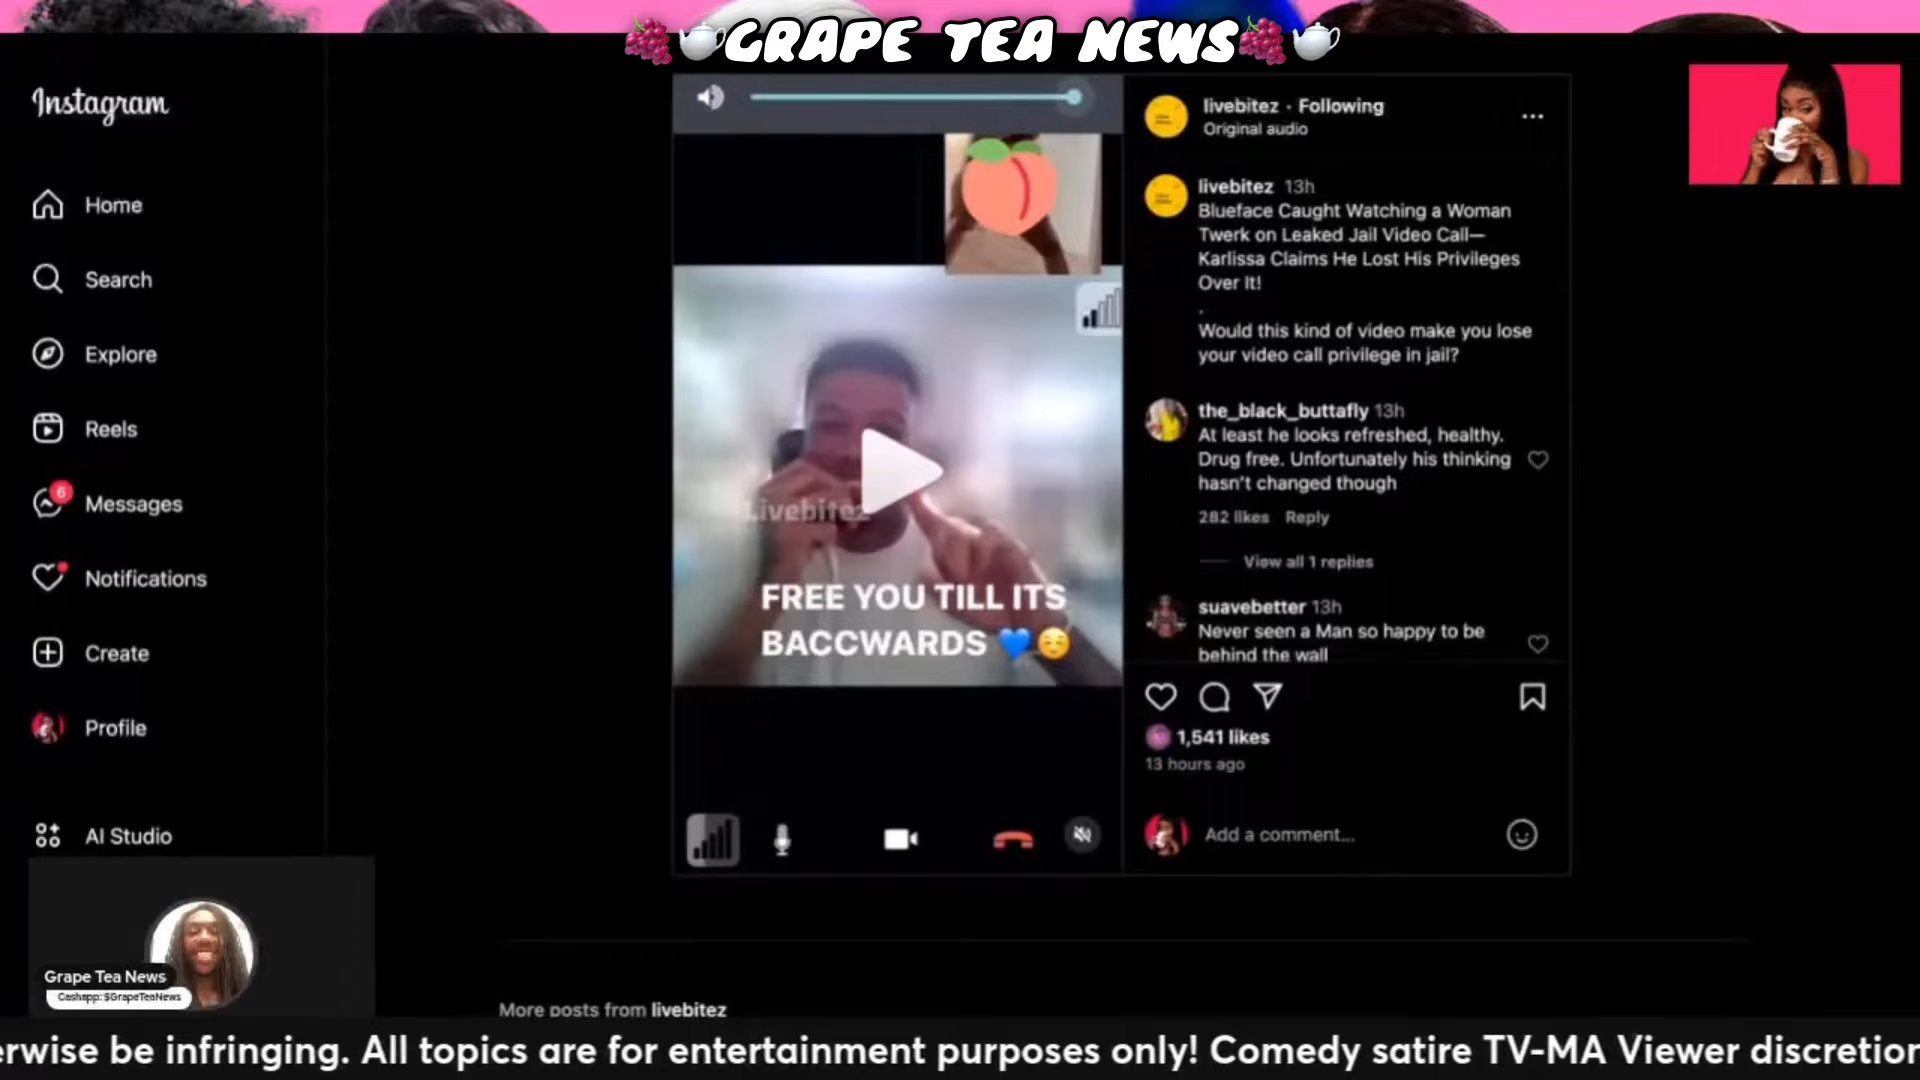 GRAPE TEA NEWS
Instagram
Home
Search
Explore
Reels
6
Messages
Notifications
Create
Profile
AI Studio
Livebitez
FREE YOU TILL ITS
BACCWARDS 💙☺️
livebitez • Following
Original audio
livebitez 13h
Blueface Caught Watching a Woman
Twerk on Leaked Jail Video Call—
Karlissa Claims He Lost His Privileges
Over It!
.
Would this kind of video make you lose
your video call privilege in jail?
the_black_buttafly 13h
At least he looks refreshed, healthy.
Drug free. Unfortunately his thinking
hasn't changed though
282 likes Reply
View all 1 replies
suavebetter 13h
Never seen a Man so happy to be
behind the wall
1,541 likes
13 hours ago
Add a comment...
Grape Tea News
Cashapp: $GrapeTeaNews
More posts from livebitez
erwise be infringing. All topics are for entertainment purposes only! Comedy satire TV-MA Viewer discretion